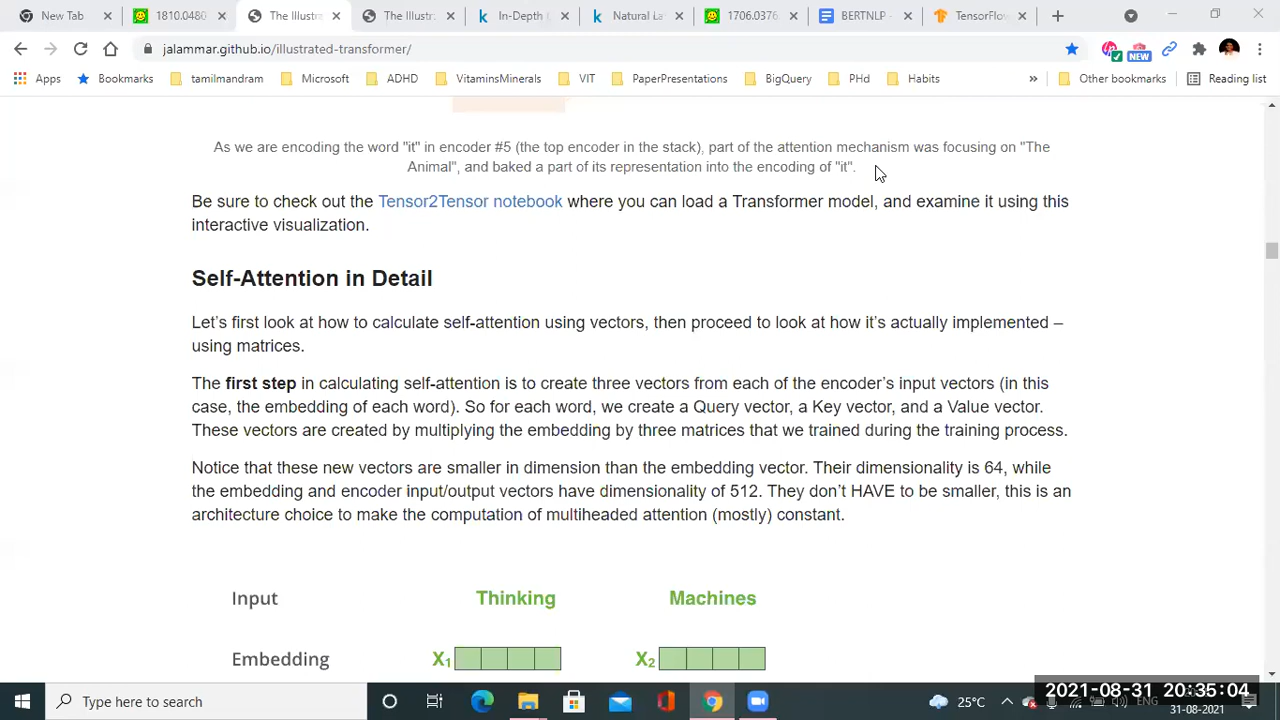 New Tab
1810.0480
The Illustra
The Illustra
In-Depth
Natural La
1706.0376
BERTNLP -
TensorFlow
jalammar.github.io/illustrated-transformer/
NEW
Apps
Bookmarks
tamilmandram
Microsoft
ADHD
VitaminsMinerals
VIT
PaperPresentations
BigQuery
PHd
Habits
»
Other bookmarks
Reading list
As we are encoding the word "it" in encoder #5 (the top encoder in the stack), part of the attention mechanism was focusing on "The
Animal", and baked a part of its representation into the encoding of "it".
Be sure to check out the Tensor2Tensor notebook where you can load a Transformer model, and examine it using this
interactive visualization.
Self-Attention in Detail
Let's first look at how to calculate self-attention using vectors, then proceed to look at how it's actually implemented –
using matrices.
The first step in calculating self-attention is to create three vectors from each of the encoder's input vectors (in this
case, the embedding of each word). So for each word, we create a Query vector, a Key vector, and a Value vector.
These vectors are created by multiplying the embedding by three matrices that we trained during the training process.
Notice that these new vectors are smaller in dimension than the embedding vector. Their dimensionality is 64, while
the embedding and encoder input/output vectors have dimensionality of 512. They don't HAVE to be smaller, this is an
architecture choice to make the computation of multiheaded attention (mostly) constant.
Input Thinking Machines
Embedding X1 X2
Type here to search
25°C
ENG
2021-08-31 20:35:04
31-08-2021